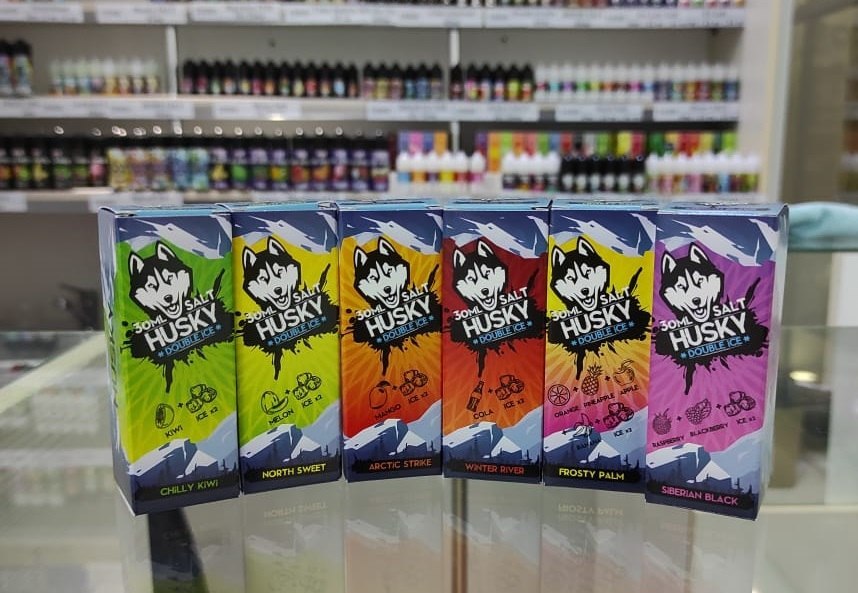 30ML SALT
HUSKY
* DOUBLE ICE *
KIWI + ICE x2
CHILLY KIWI
30ML SALT
HUSKY
* DOUBLE ICE *
MELON + ICE x2
NORTH SWEET
30ML SALT
HUSKY
* DOUBLE ICE *
MANGO + ICE x2
ARCTIC STRIKE
30ML SALT
HUSKY
* DOUBLE ICE *
COLA + ICE x2
WINTER RIVER
30ML SALT
HUSKY
* DOUBLE ICE *
ORANGE + PINEAPPLE + APPLE
+ ICE x2
FROSTY PALM
30ML SALT
HUSKY
* DOUBLE ICE *
RASPBERRY + BLACKBERRY + ICE x2
SIBERIAN BLACK